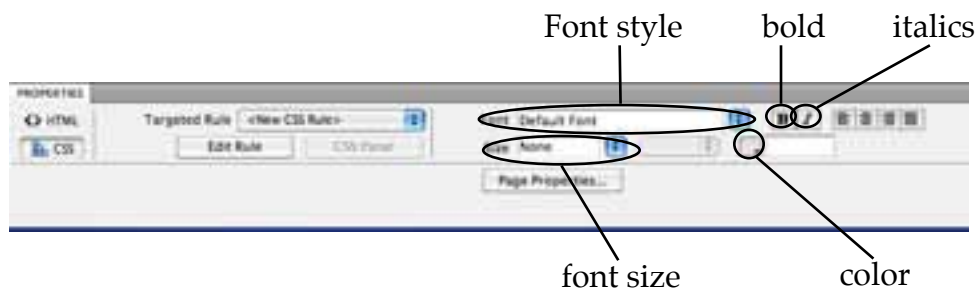 Font style bold italics
PROPERTIES
<> HTML Targeted Rule <New CSS Rule> Font Default Font B I
CSS Edit Rule CSS Panel Size None
Page Properties...
font size color